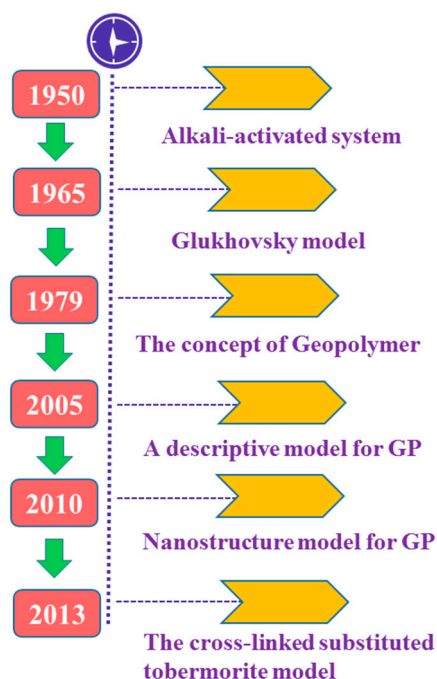 1950
Alkali-activated system
1965
Glukhovsky model
1979
The concept of Geopolymer
2005
A descriptive model for GP
2010
Nanostructure model for GP
2013
The cross-linked substituted
tobermorite model